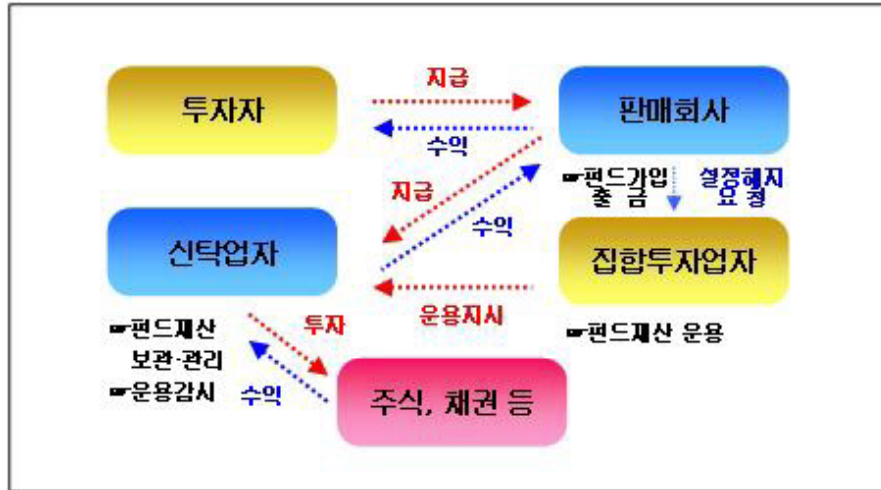 지급
투자자
판매회사
수익
☞펀드가입
출 금
설정해지
요 청
지급
수익
신탁업자
집합투자업자
운용지시
☞펀드재산
보관·관리
☞운용감시
투자
수익
☞펀드재산 운용
주식, 채권 등